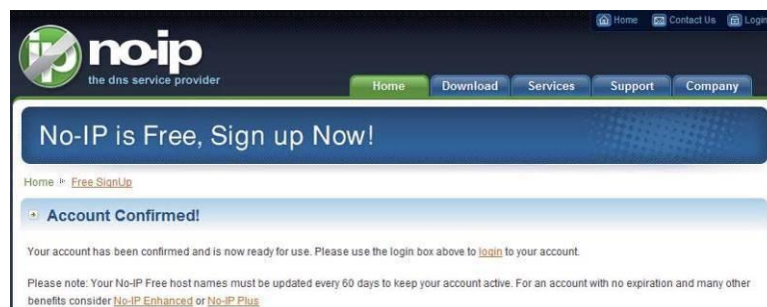 Home Contact Us Login
no-ip
the dns service provider
Home Download Services Support Company
No-IP is Free, Sign up Now!
Home Free SignUp
Account Confirmed!
Your account has been confirmed and is now ready for use. Please use the login box above to login to your account.
Please note: Your No-IP Free host names must be updated every 60 days to keep your account active. For an account with no expiration and many other
benefits consider No-IP Enhanced or No-IP Plus